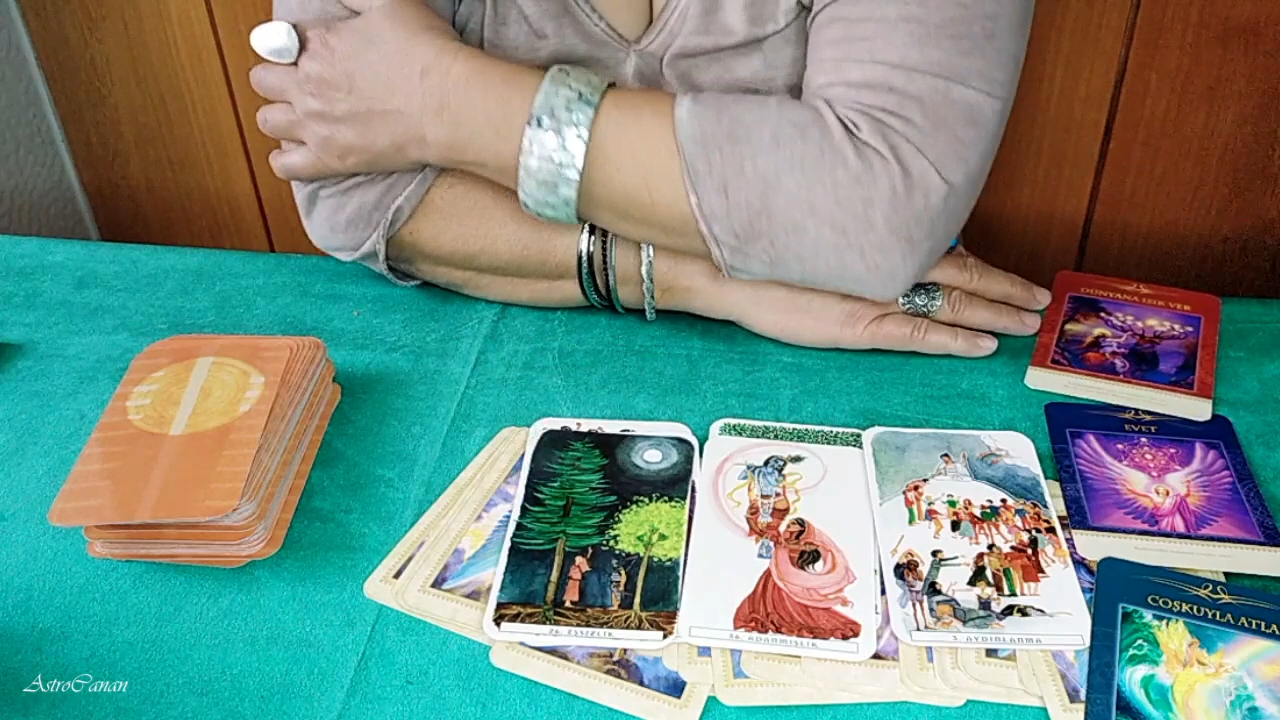 DÜNYANA IŞIK VER
EVET
COŞKUYLA ATLA
26. EŞSİZLİK
36. ADANMIŞLIK
3. AYDINLANMA
AstroCanan